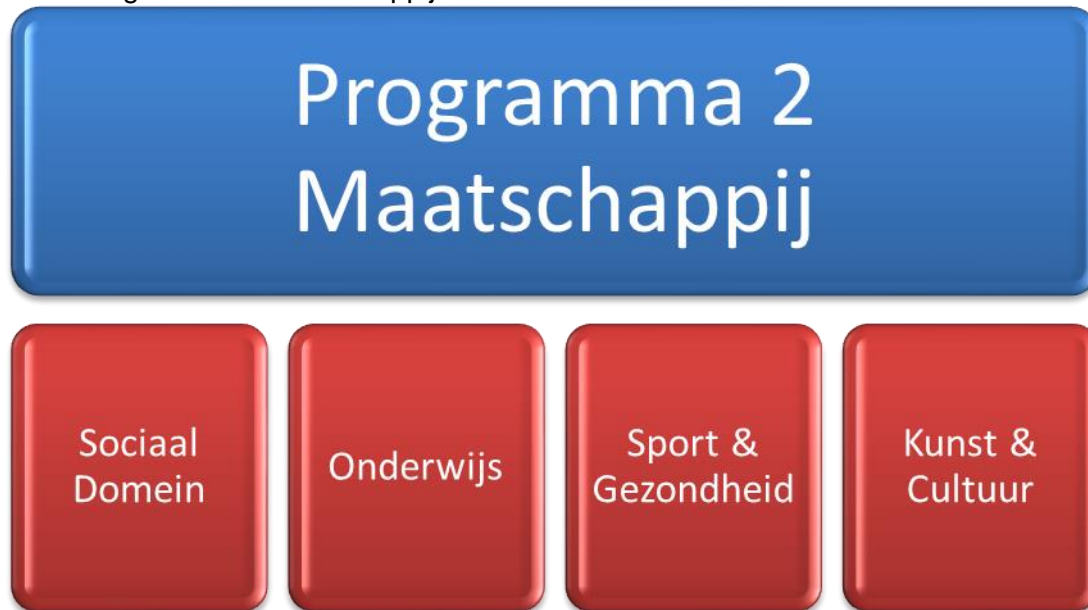 Programma 2
Maatschappij
Sociaal
Domein
Onderwijs
Sport &
Gezondheid
Kunst &
Cultuur